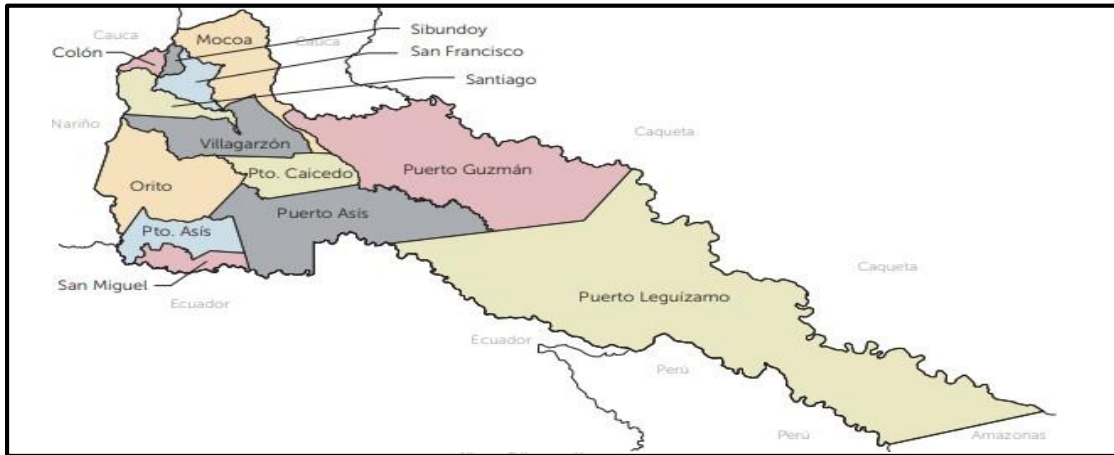 Sibundoy
Cauca
Mocoa
Cauca
Colón
San Francisco
Santiago
Nariño
Caqueta
Villagarzón
Puerto Guzmán
Pto. Caicedo
Orito
Puerto Asís
Pto. Asís
Caqueta
San Miguel
Puerto Leguízamo
Ecuador
Ecuador
Perú
Perú
Amazonas